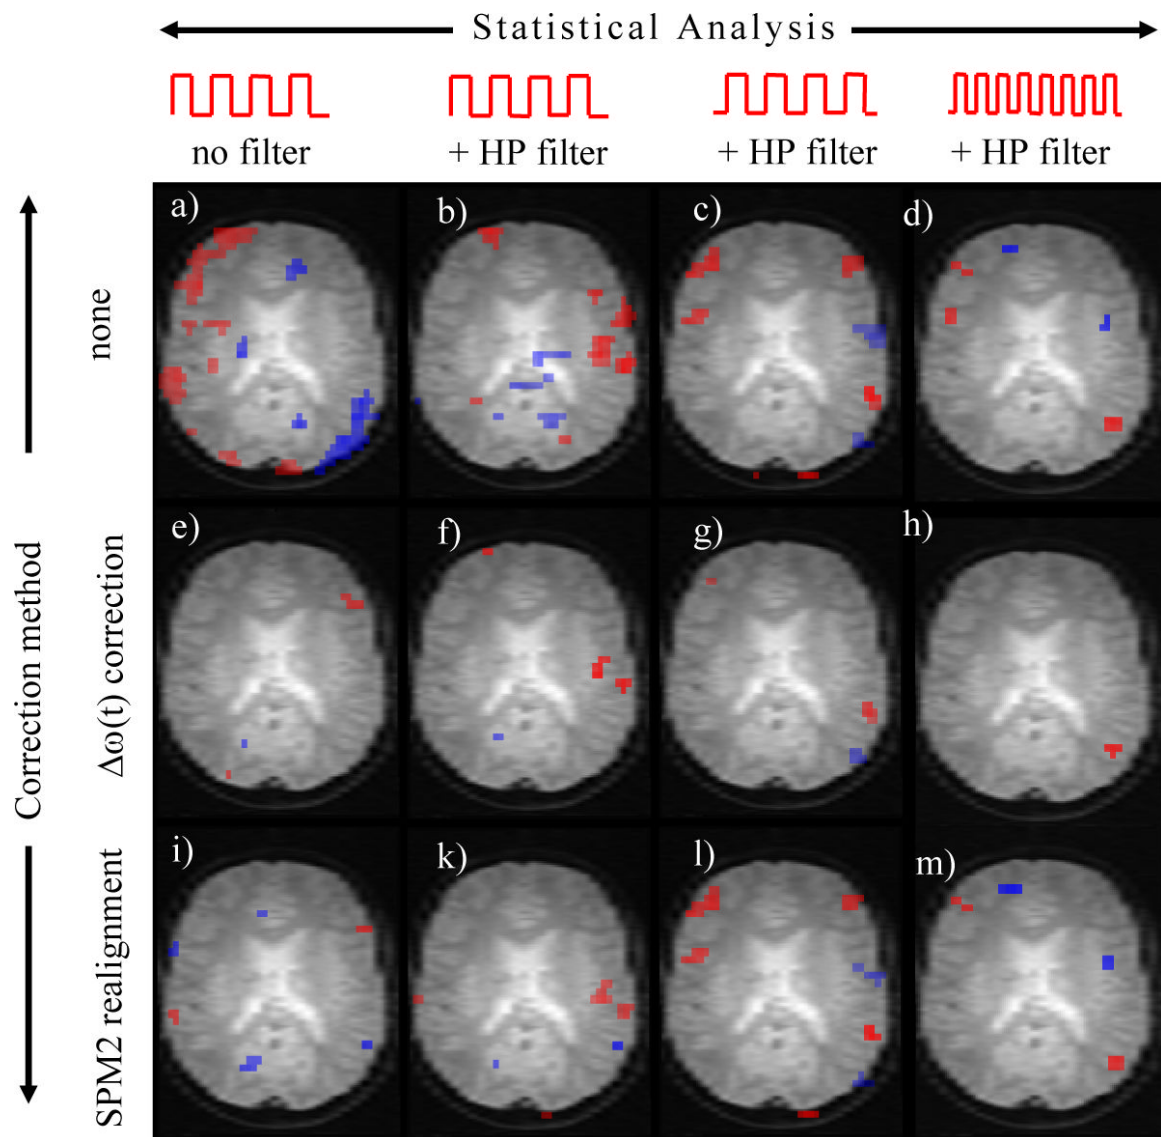 Statistical Analysis
no filter
+ HP filter
+ HP filter
+ HP filter
Correction method
none
a)
b)
c)
d)
Δω(t) correction
e)
f)
g)
h)
SPM2 realignment
i)
k)
l)
m)